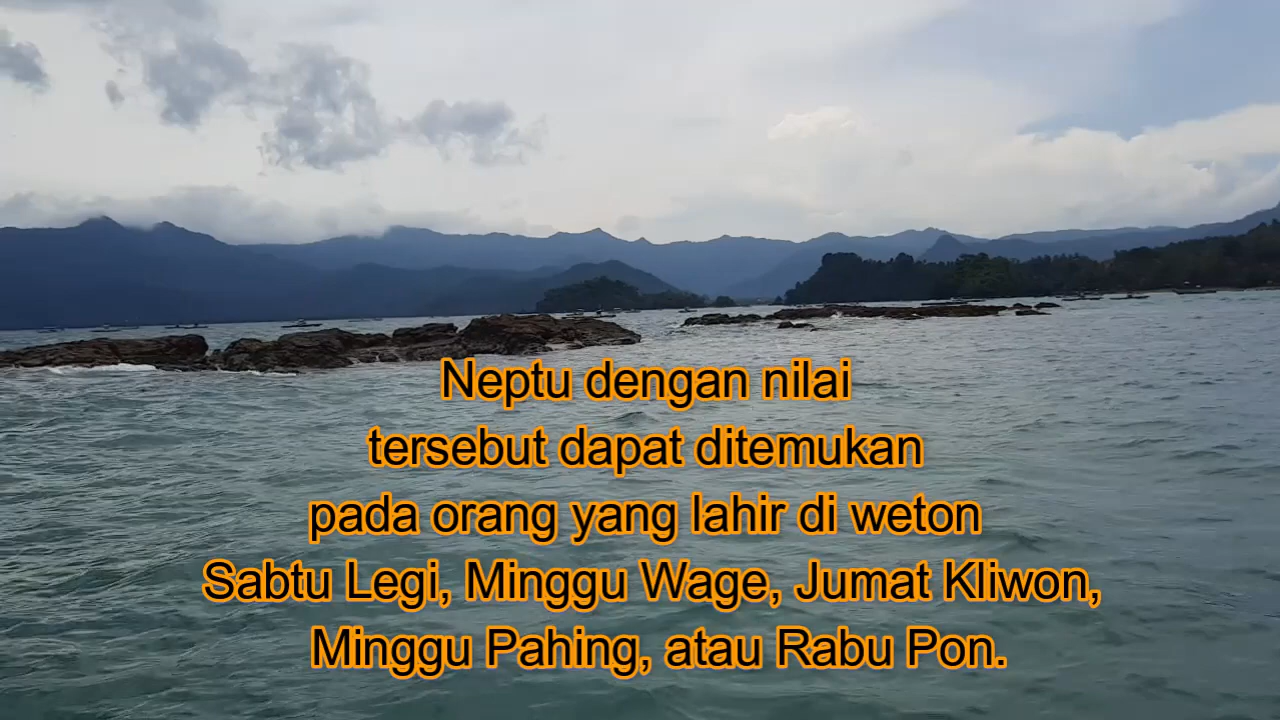 Neptu dengan nilai
tersebut dapat ditemukan
pada orang yang lahir di weton
Sabtu Legi, Minggu Wage, Jumat Kliwon,
Minggu Pahing, atau Rabu Pon.